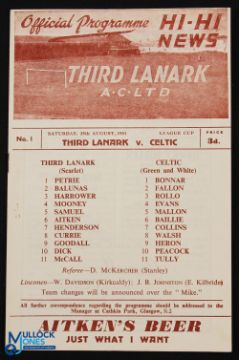 Official Programme HI-HI
NEWS
THIRD LANARK
A·C·LTD
No. 1 SATURDAY, 18th AUGUST, 1951 LEAGUE CUP PRICE
THIRD LANARK v. CELTIC 3d.
THIRD LANARK CELTIC
(Scarlet) (Green and White)
1 PETRIE 1 BONNAR
2 BALUNAS 2 FALLON
3 HARROWER 3 ROLLO
4 MOONEY 4 EVANS
5 SAMUEL 5 MALLON
6 AITKEN 6 BAILLIE
7 HENDERSON 7 COLLINS
8 CURRIE 8 WALSH
9 GOODALL 9 HERON
10 DICK 10 PEACOCK
11 McCALL 11 TULLY
Referee—D. McKERCHER (Stanley)
Linesmen—W. DAVIDSON (Kirkcaldy) J. B. JOHNSTON (E. Kilbride)
Team changes will be announced over the "Mike."
All further correspondence regarding the programme should be addressed to the
Manager at Cathkin Park, Glasgow, S.2
AITKEN'S BEER
JUST WHAT I WANT
MULLOCK
JONES